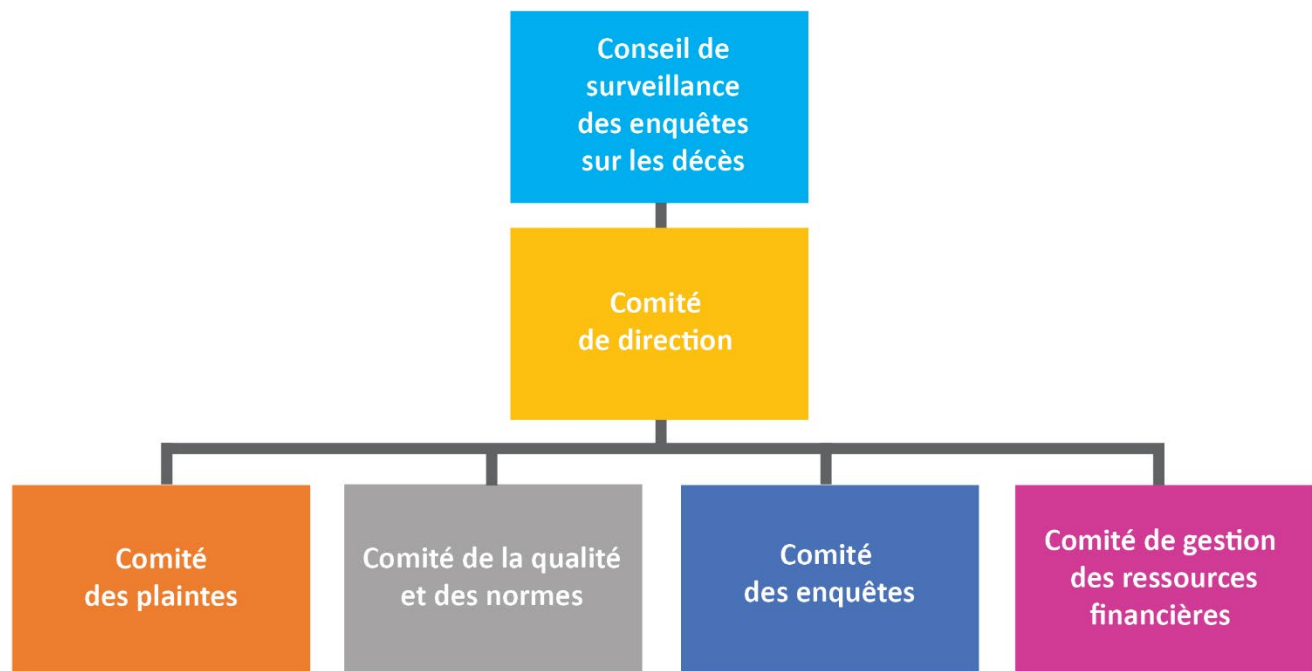 Conseil de
surveillance
des enquêtes
sur les décès
Comité
de direction
Comité
des plaintes
Comité de la qualité
et des normes
Comité
des enquêtes
Comité de gestion
des ressources
financières